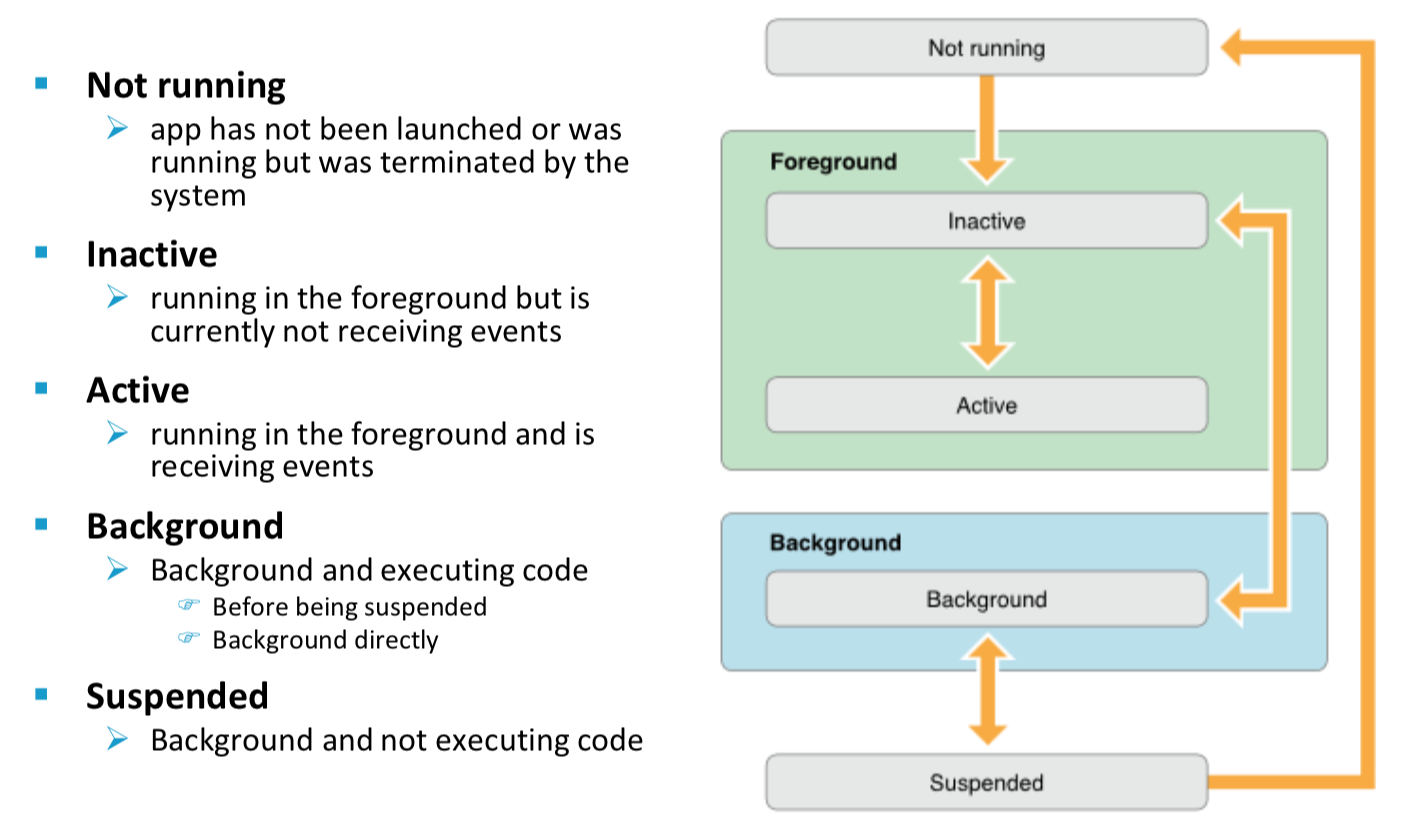 Not running
app has not been launched or was
running but was terminated by the
system
Inactive
running in the foreground but is
currently not receiving events
Active
running in the foreground and is
receiving events
Background
Background and executing code
Before being suspended
Background directly
Suspended
Background and not executing code
Not running
Foreground
Inactive
Active
Background
Background
Suspended